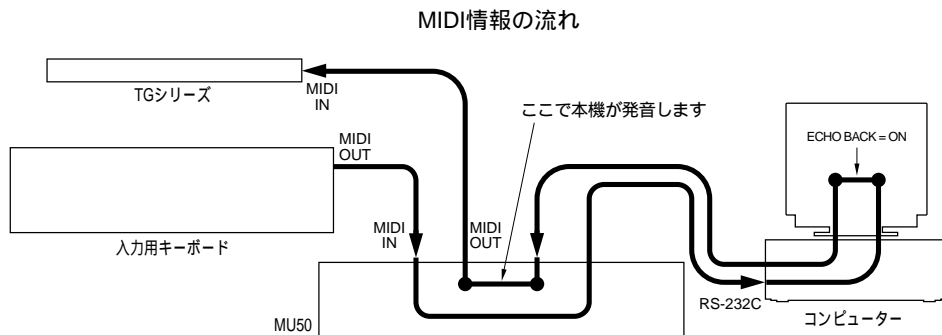 MIDI情報の流れ
MIDI
IN
TGシリーズ
ここで本機が発音します
MIDI
OUT
ECHO BACK = ON
入力用キーボード
MIDI
IN
MIDI
OUT
MU50
RS-232C
コンピューター